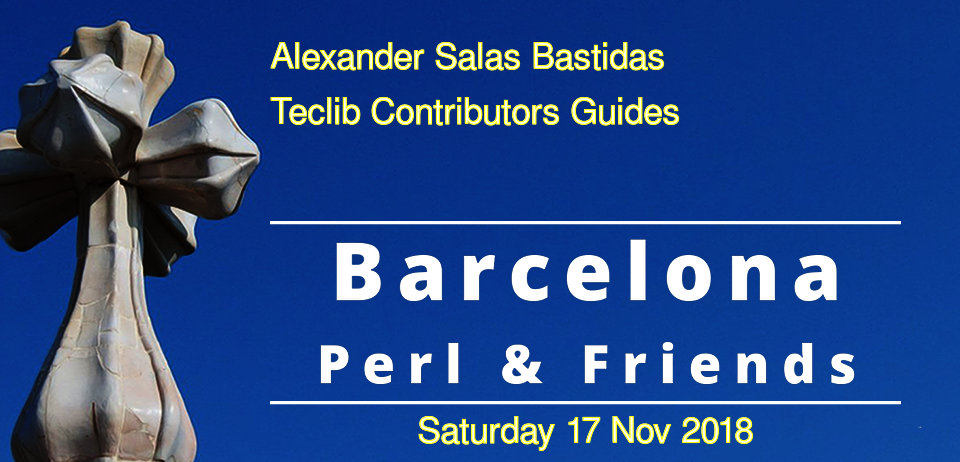 Alexander Salas Bastidas
Teclib Contributors Guides
Barcelona
Perl & Friends
Saturday 17 Nov 2018